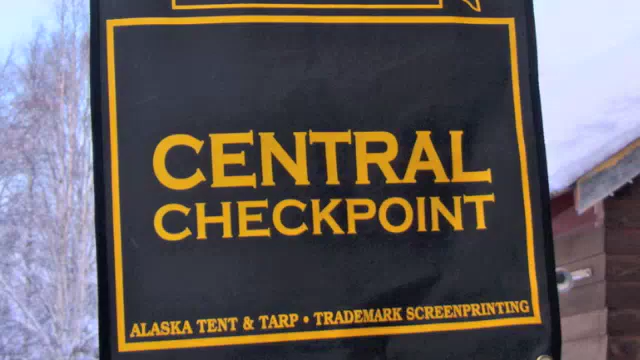 CENTRAL
CHECKPOINT
ALASKA TENT & TARP • TRADEMARK SCREENPRINTING